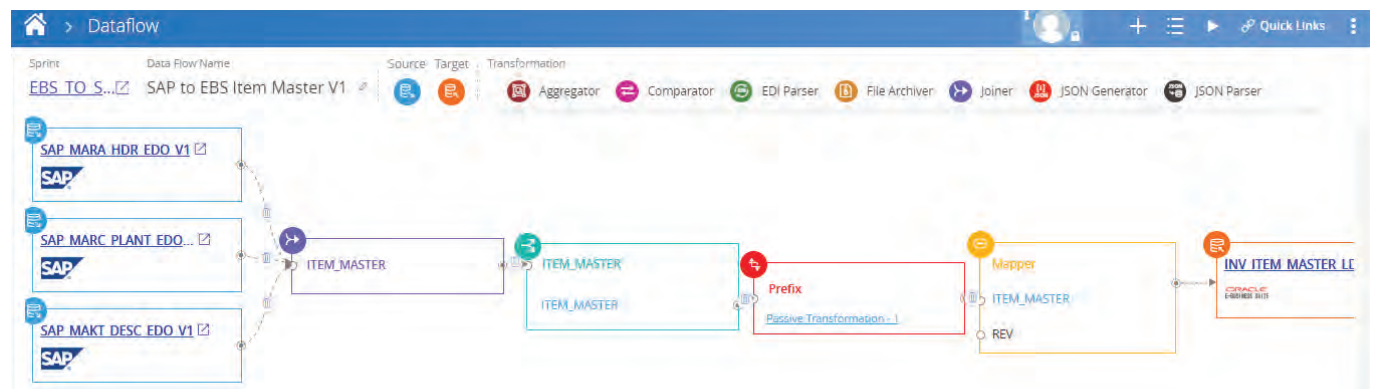 > Dataflow
Quick Links
Sprint
Data Flow Name
Source Target
Transformation
EBS TO S...
SAP to EBS Item Master V1
Aggregator
Comparator
EDI Parser
File Archiver
Joiner
JSON Generator
JSON Parser
SAP MARA HDR EDO V1
SAP
SAP MARC PLANT EDO...
SAP
SAP MAKT DESC EDO V1
SAP
ITEM_MASTER
ITEM_MASTER
ITEM_MASTER
Prefix
Passive Transformation - 1
Mapper
ITEM_MASTER
REV
INV ITEM MASTER LD
ORACLE
E-BUSINESS SUITE